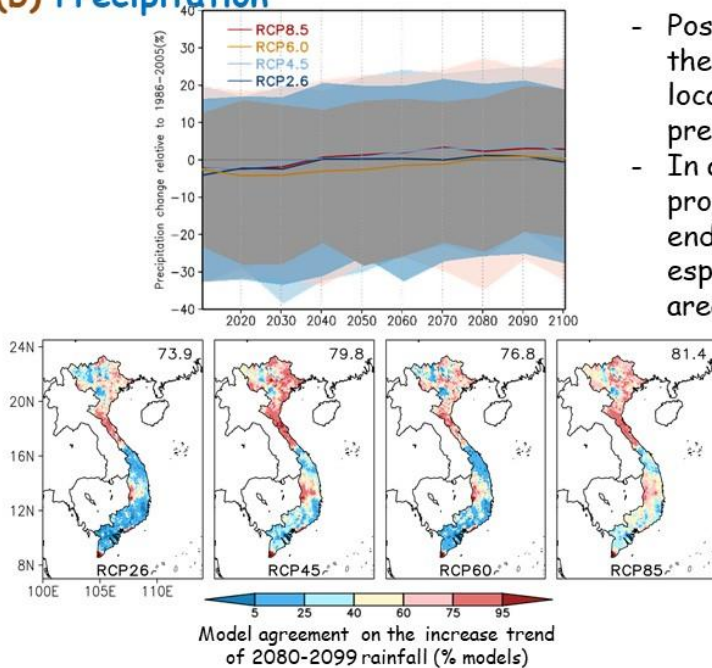 (b) Precipitation
Precipitation change relative to 1986-2005(%)
40
30
20
10
0
-10
-20
-30
-40
RCP8.5
RCP6.0
RCP4.5
RCP2.6
2020 2030 2040 2050 2060 2070 2080 2090 2100
- Pos
the
loca
pre
- In
pro
end
esp
are
24N
20N
16N
12N
8N
73.9
79.8
76.8
81.4
RCP26
RCP45
RCP60
RCP85
100E 105E 110E
5 25 40 60 75 95
Model agreement on the increase trend
of 2080-2099 rainfall (% models)